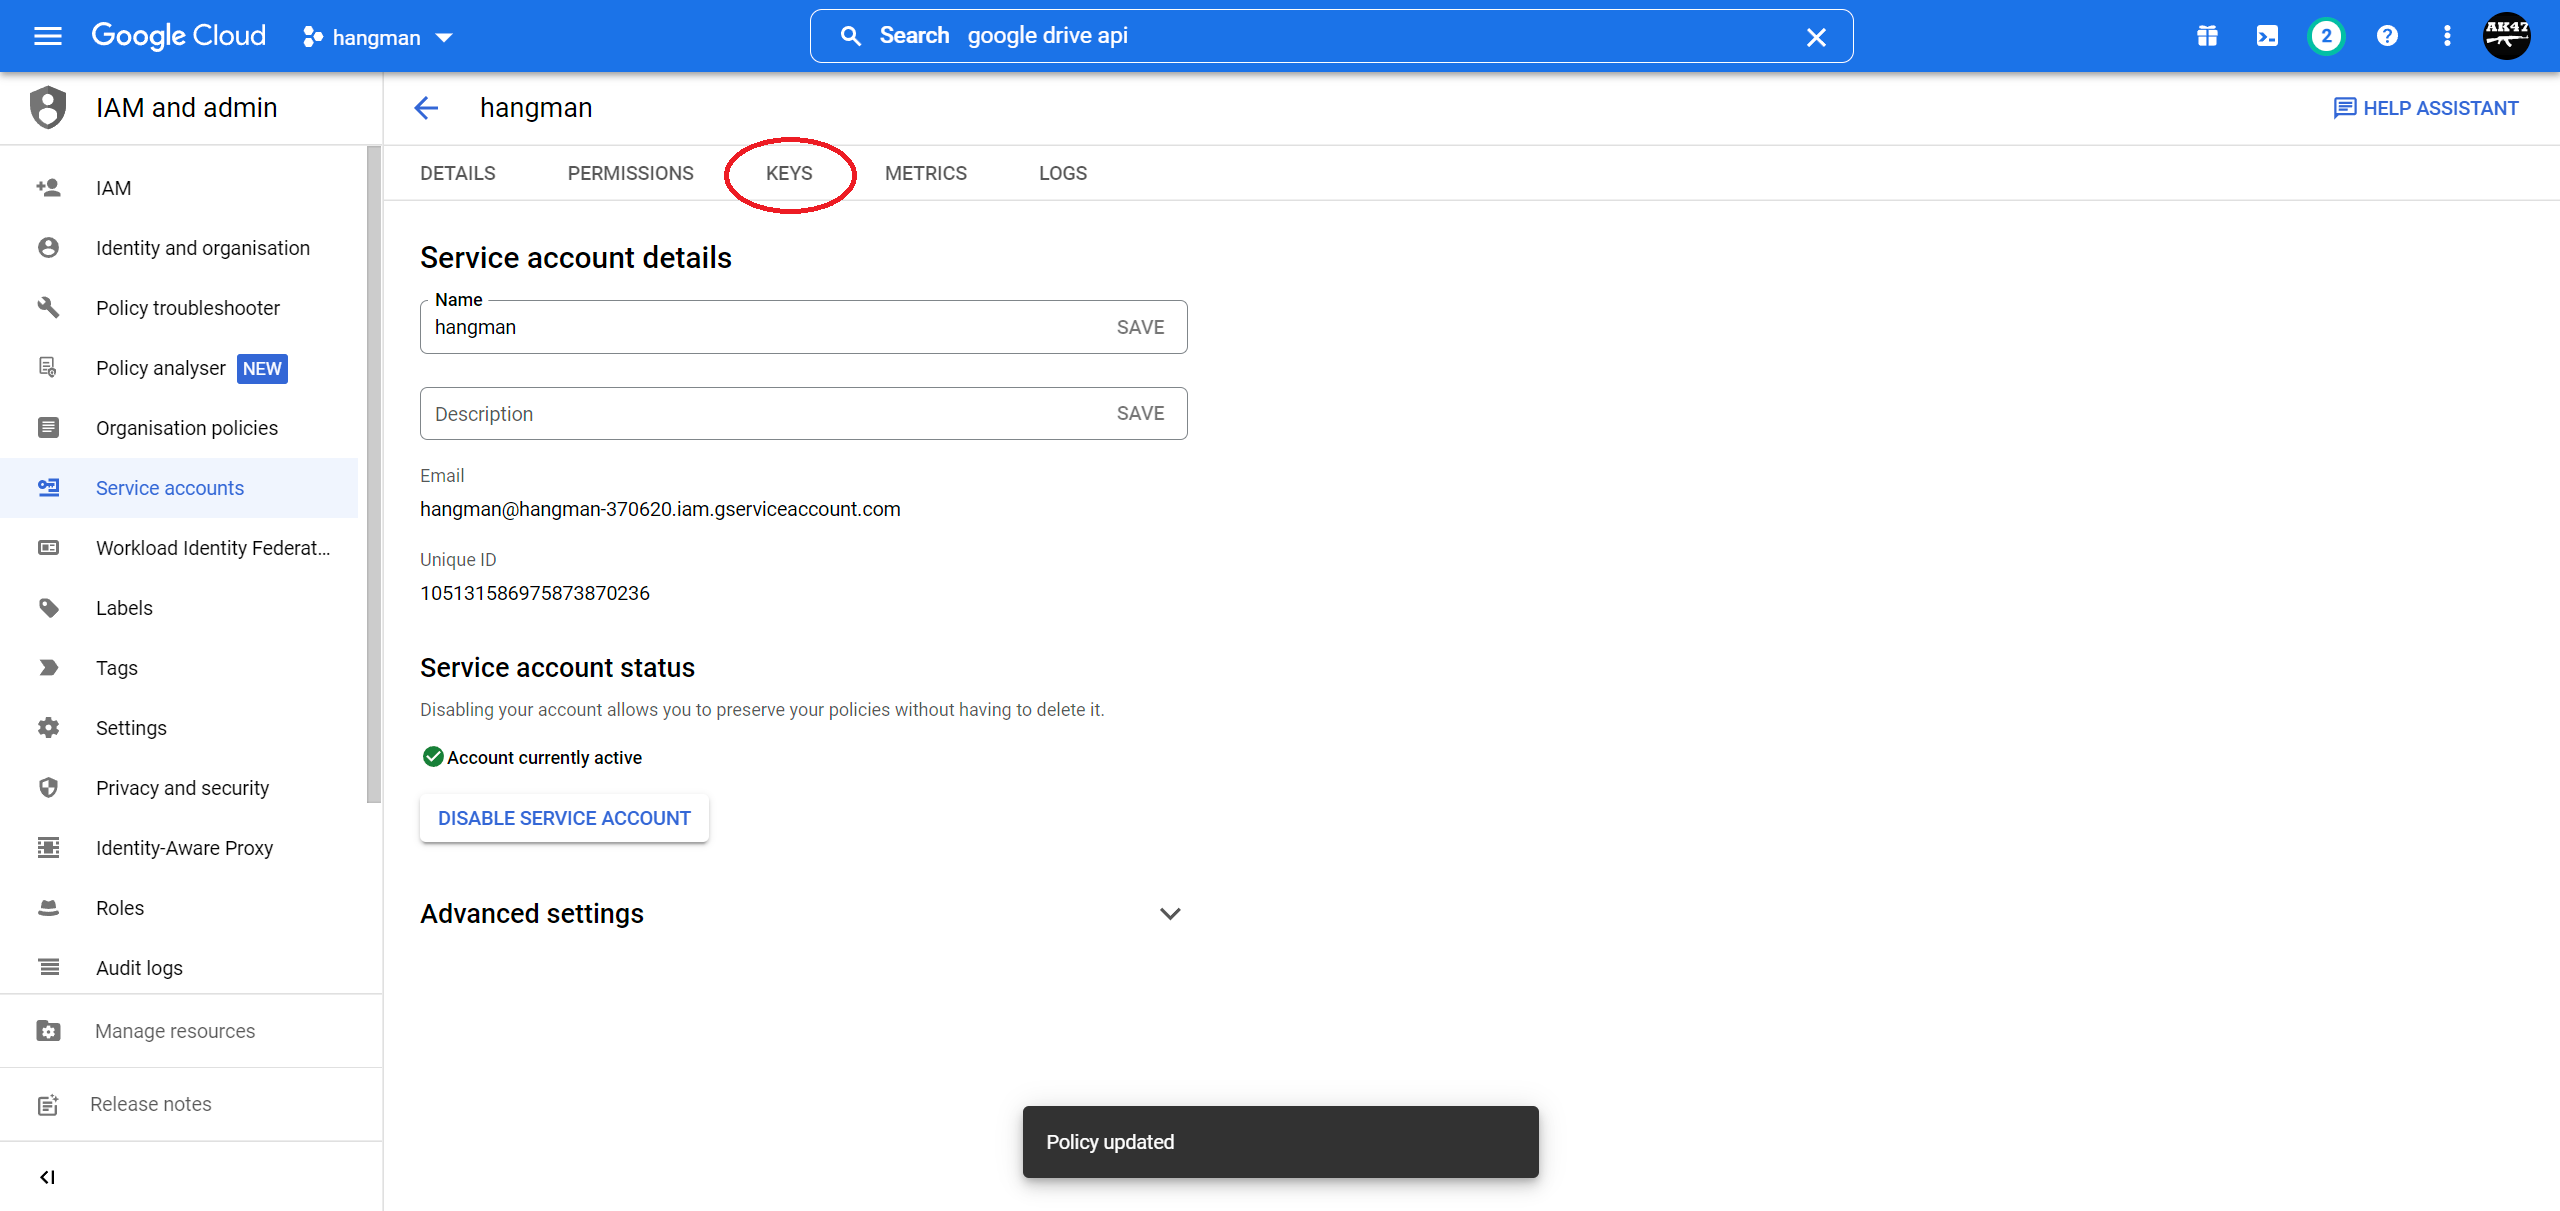 Google Cloud
hangman
Search google drive api
2
AK47
IAM and admin
hangman
HELP ASSISTANT
DETAILS
PERMISSIONS
KEYS
METRICS
LOGS
IAM
Identity and organisation
Policy troubleshooter
Policy analyser NEW
Organisation policies
Service accounts
Workload Identity Federat...
Labels
Tags
Settings
Privacy and security
Identity-Aware Proxy
Roles
Audit logs
Manage resources
Release notes
Service account details
Name
hangman
SAVE
Description
SAVE
Email
hangman@hangman-370620.iam.gserviceaccount.com
Unique ID
105131586975873870236
Service account status
Disabling your account allows you to preserve your policies without having to delete it.
Account currently active
DISABLE SERVICE ACCOUNT
Advanced settings
Policy updated